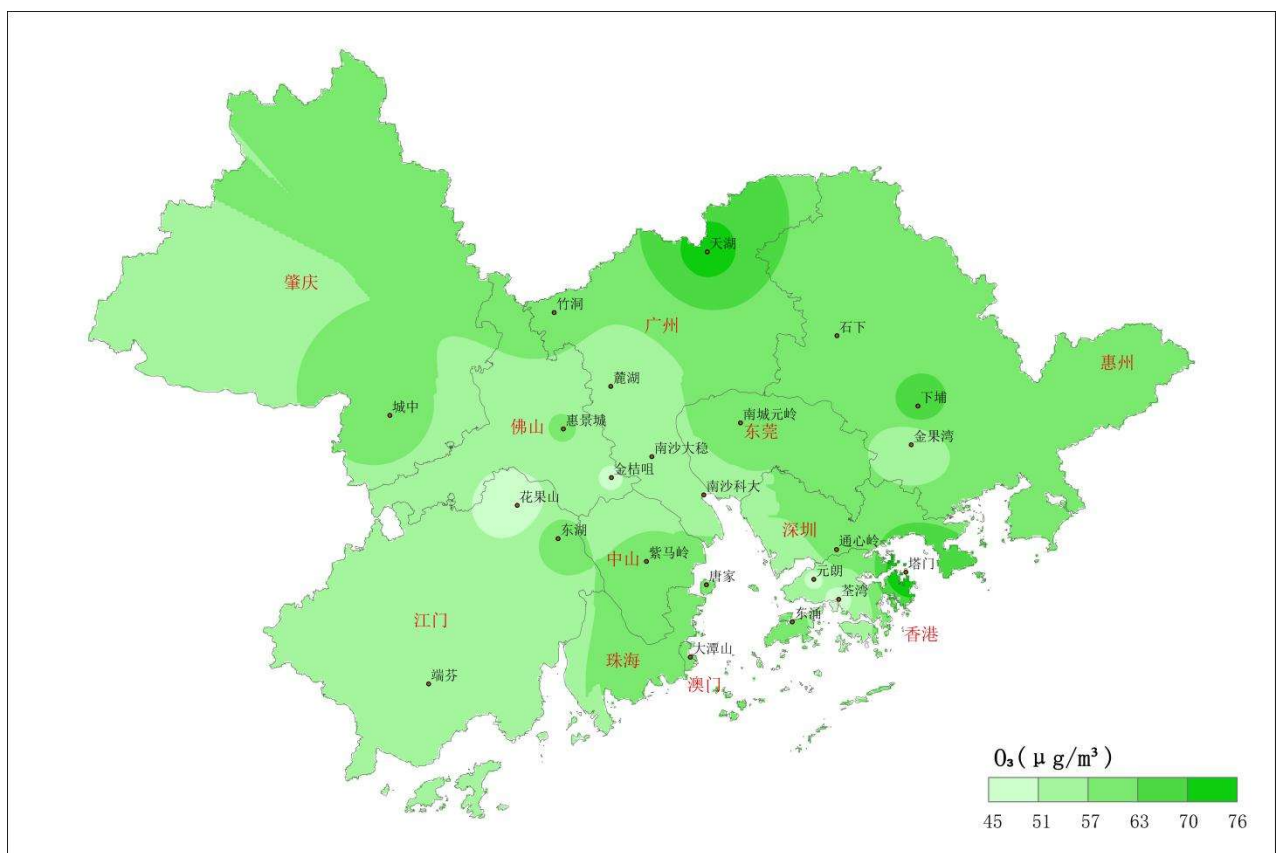 天湖
肇庆
竹洞
广州
石下
惠州
麓湖
下埔
城中
南城元岭
惠景城
佛山
东莞
金果湾
南沙大稳
金桔咀
南沙科大
花果山
深圳
东湖
通心岭
中山
紫马岭
塔门
元朗
唐家
荃湾
江门
东涌
香港
大潭山
珠海
端芬
澳门
O₃(μg/m³)
45 51 57 63 70 76